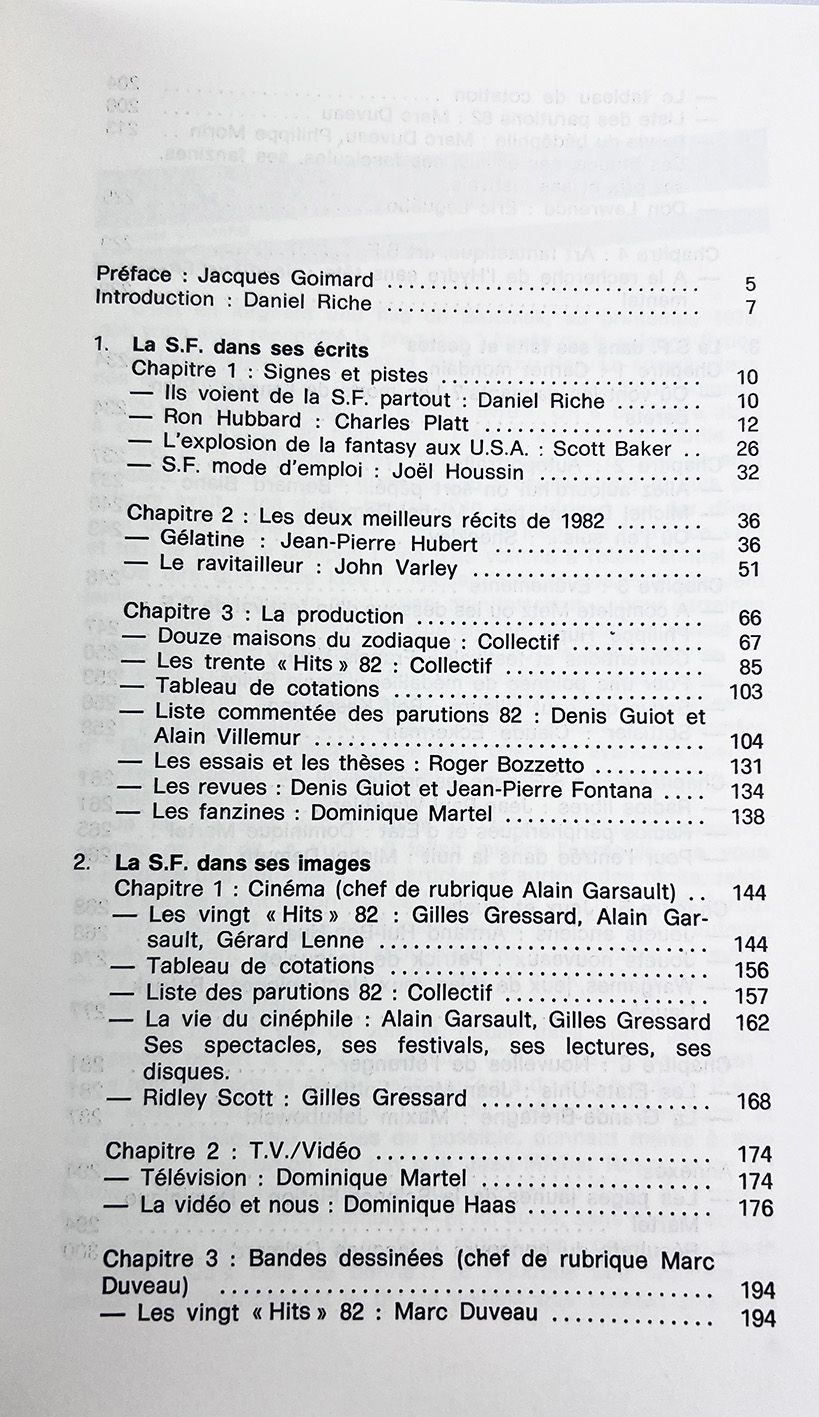 Préface : Jacques Goimard ............................ 5
Introduction : Daniel Riche ............................ 7
1. La S.F. dans ses écrits
Chapitre 1 : Signes et pistes ........................ 10
— Ils voient de la S.F. partout : Daniel Riche ........ 10
— Ron Hubbard : Charles Platt ...................... 12
— L'explosion de la fantasy aux U.S.A. : Scott Baker .. 26
— S.F. mode d'emploi : Joël Houssin ............... 32
Chapitre 2 : Les deux meilleurs récits de 1982 ........ 36
— Gélatine : Jean-Pierre Hubert ................... 36
— Le ravitailleur : John Varley ..................... 51
Chapitre 3 : La production .......................... 66
— Douze maisons du zodiaque : Collectif ............ 67
— Les trente « Hits » 82 : Collectif .................. 85
— Tableau de cotations ............................ 103
— Liste commentée des parutions 82 : Denis Guiot et
Alain Villemur ................................... 104
— Les essais et les thèses : Roger Bozzetto .......... 131
— Les revues : Denis Guiot et Jean-Pierre Fontana .... 134
— Les fanzines : Dominique Martel .................. 138
2. La S.F. dans ses images
Chapitre 1 : Cinéma (chef de rubrique Alain Garsault) .. 144
— Les vingt « Hits » 82 : Gilles Gressard, Alain Gar-
sault, Gérard Lenne ............................. 144
— Tableau de cotations ............................ 156
— Liste des parutions 82 : Collectif .................. 157
— La vie du cinéphile : Alain Garsault, Gilles Gressard 162
Ses spectacles, ses festivals, ses lectures, ses
disques.
— Ridley Scott : Gilles Gressard .................... 168
Chapitre 2 : T.V./Vidéo .............................. 174
— Télévision : Dominique Martel ..................... 174
— La vidéo et nous : Dominique Haas ................ 176
Chapitre 3 : Bandes dessinées (chef de rubrique Marc
Duveau) ........................................... 194
— Les vingt « Hits » 82 : Marc Duveau .............. 194